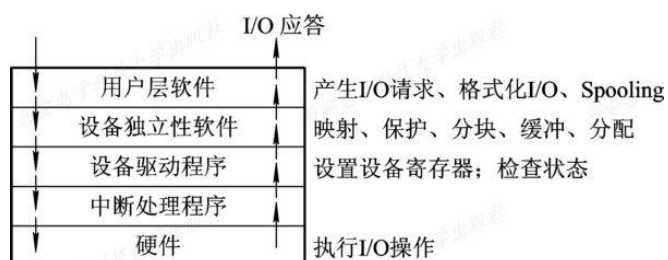 I/O 应答
用户层软件 产生I/O请求、格式化I/O、Spooling
设备独立性软件 映射、保护、分块、缓冲、分配
设备驱动程序 设置设备寄存器；检查状态
中断处理程序
硬件 执行I/O操作